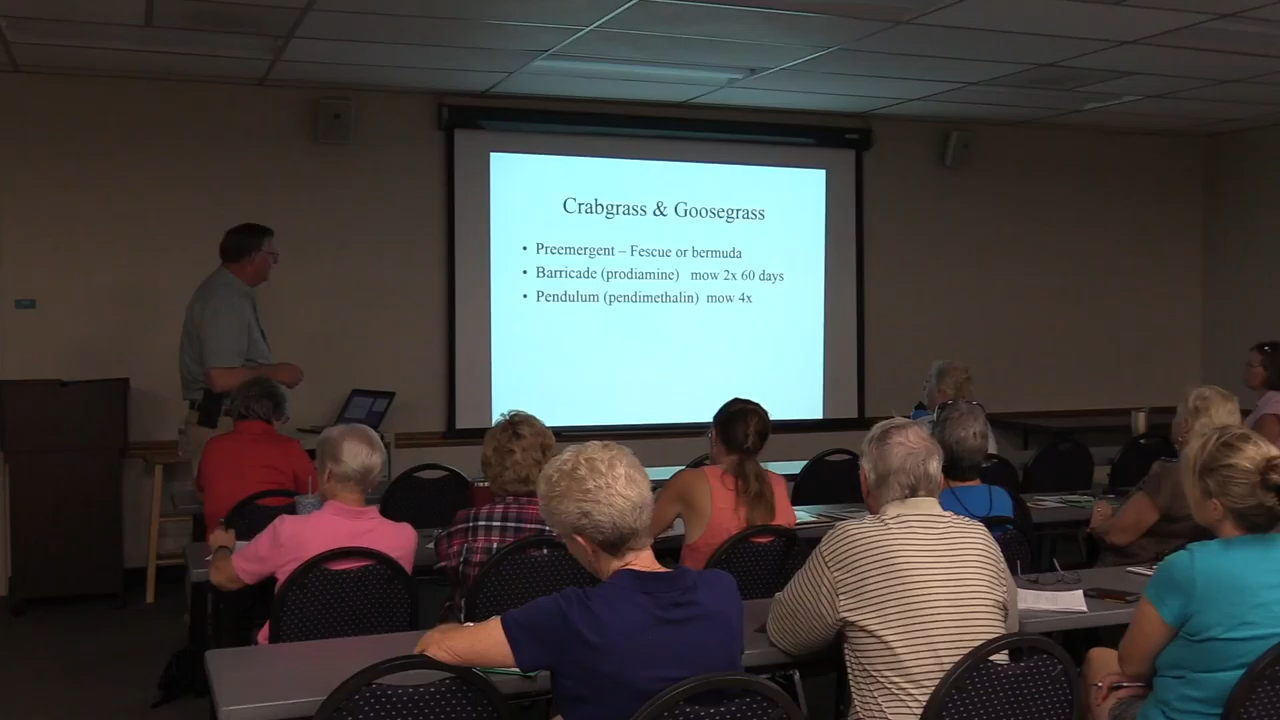 Crabgrass & Goosegrass
• Preemergent – Fescue or bermuda
• Barricade (prodiamine) mow 2x 60 days
• Pendulum (pendimethalin) mow 4x